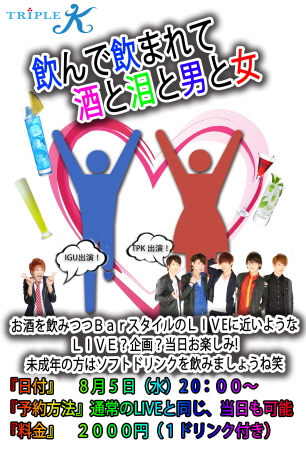 TRIPLE K
飲んで飲まれて
酒と泪と男と女
IGU出演！
TPK 出演！
お酒を飲みつつＢａｒスタイルのＬＩＶＥに近いような
ＬＩＶＥ？企画？当日お楽しみ!
未成年の方はソフトドリンクを飲みましょうね笑
『日付』　８月５日（水）２０：００〜
『予約方法』通常のLIVEと同じ、当日も可能
『料金』　２０００円（１ドリンク付き）